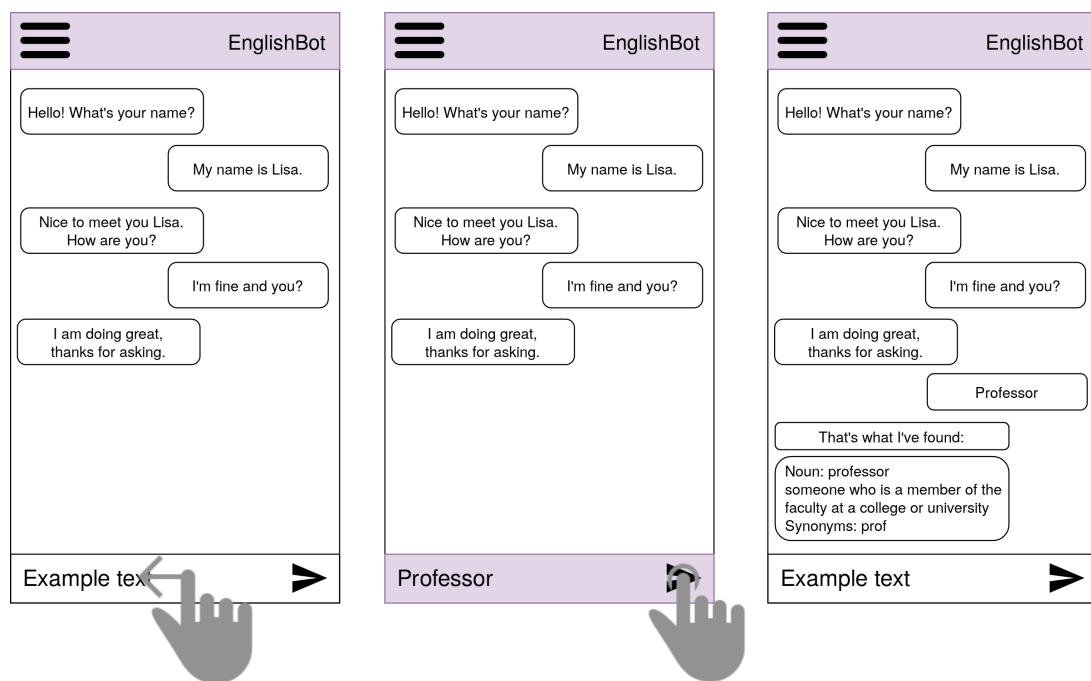 EnglishBot
Hello! What's your name?
My name is Lisa.
Nice to meet you Lisa.
How are you?
I'm fine and you?
I am doing great,
thanks for asking.
Example text
EnglishBot
Hello! What's your name?
My name is Lisa.
Nice to meet you Lisa.
How are you?
I'm fine and you?
I am doing great,
thanks for asking.
Professor
EnglishBot
Hello! What's your name?
My name is Lisa.
Nice to meet you Lisa.
How are you?
I'm fine and you?
I am doing great,
thanks for asking.
Professor
That's what I've found:
Noun: professor
someone who is a member of the
faculty at a college or university
Synonyms: prof
Example text